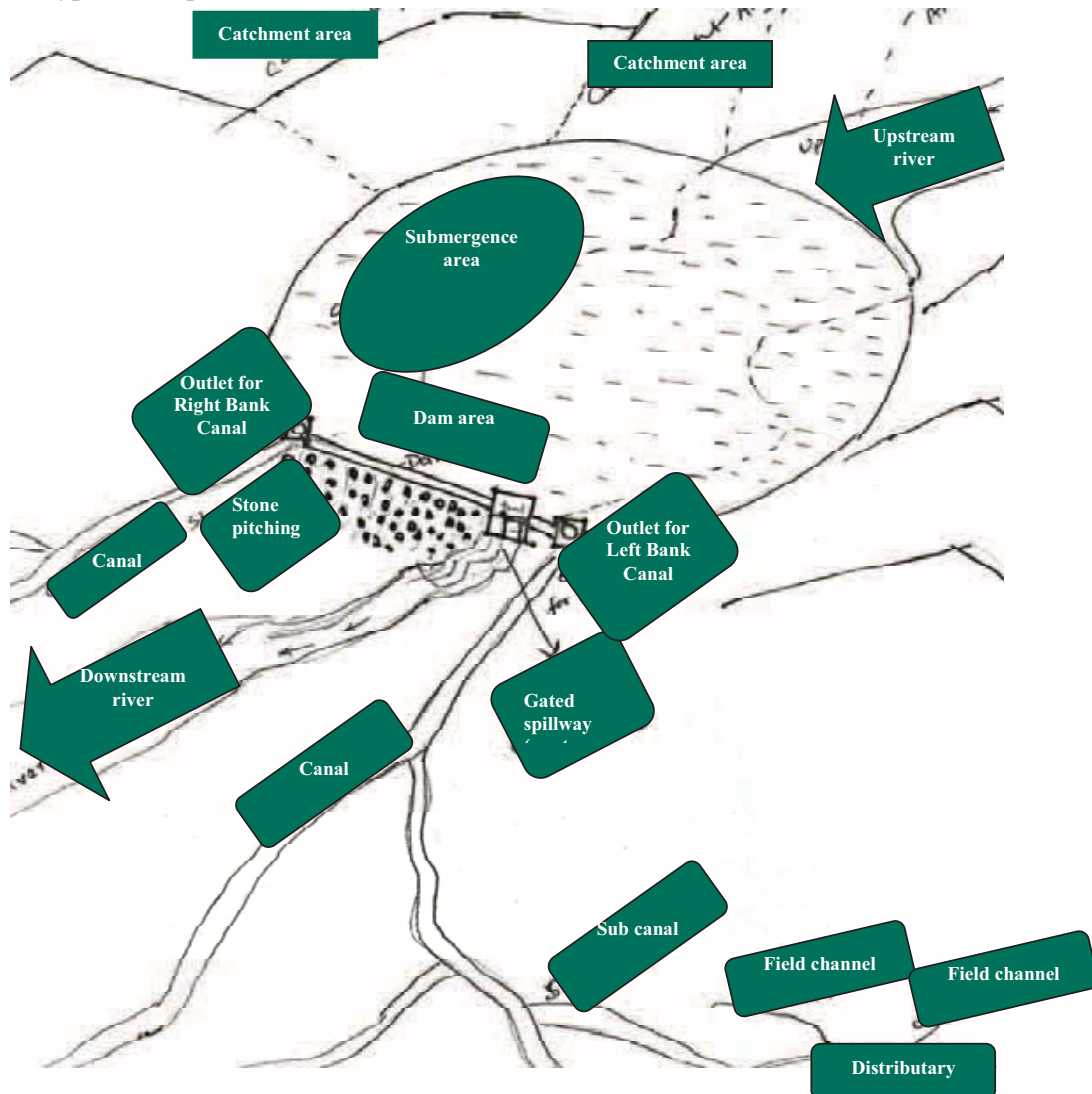 Catchment area
Catchment area
Upstream
river
Submergence
area
Outlet for
Right Bank
Canal
Dam area
Stone
pitching
Outlet for
Left Bank
Canal
Canal
Downstream
river
Gated
spillway
Canal
Sub canal
Field channel
Field channel
Distributary